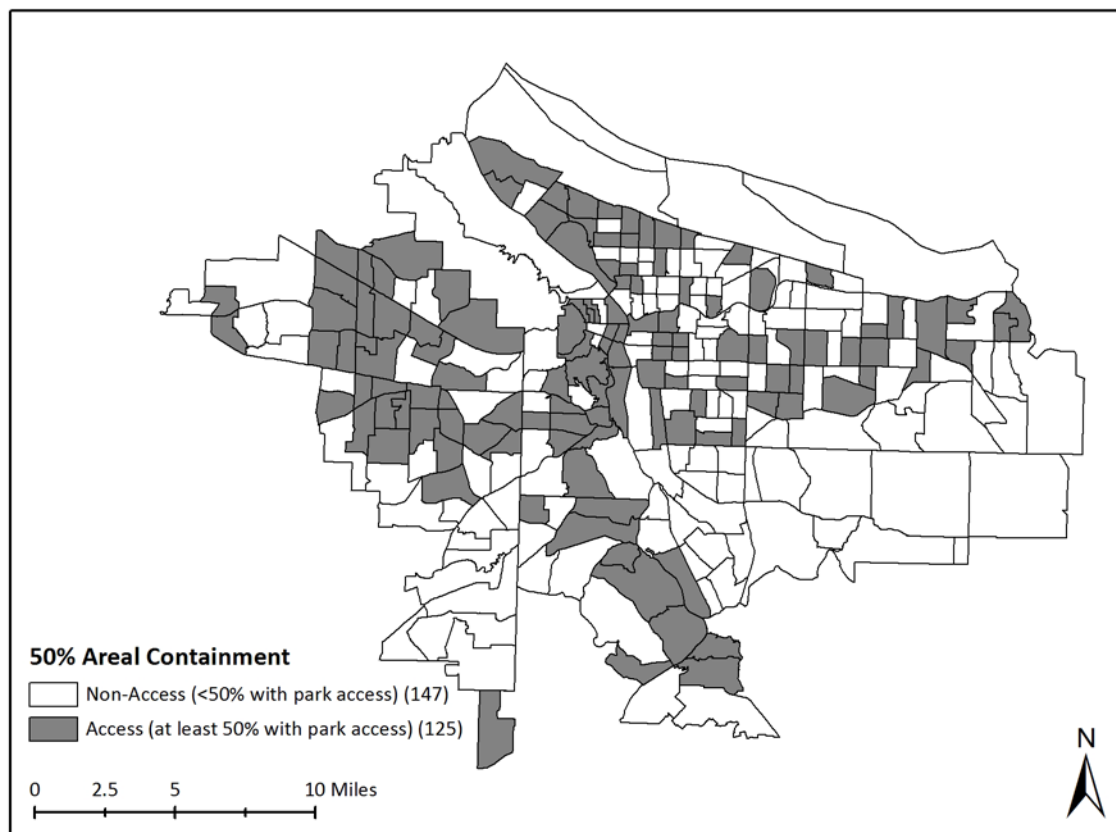 50% Areal Containment
Non-Access (<50% with park access) (147)
Access (at least 50% with park access) (125)
0 2.5 5 10 Miles
N